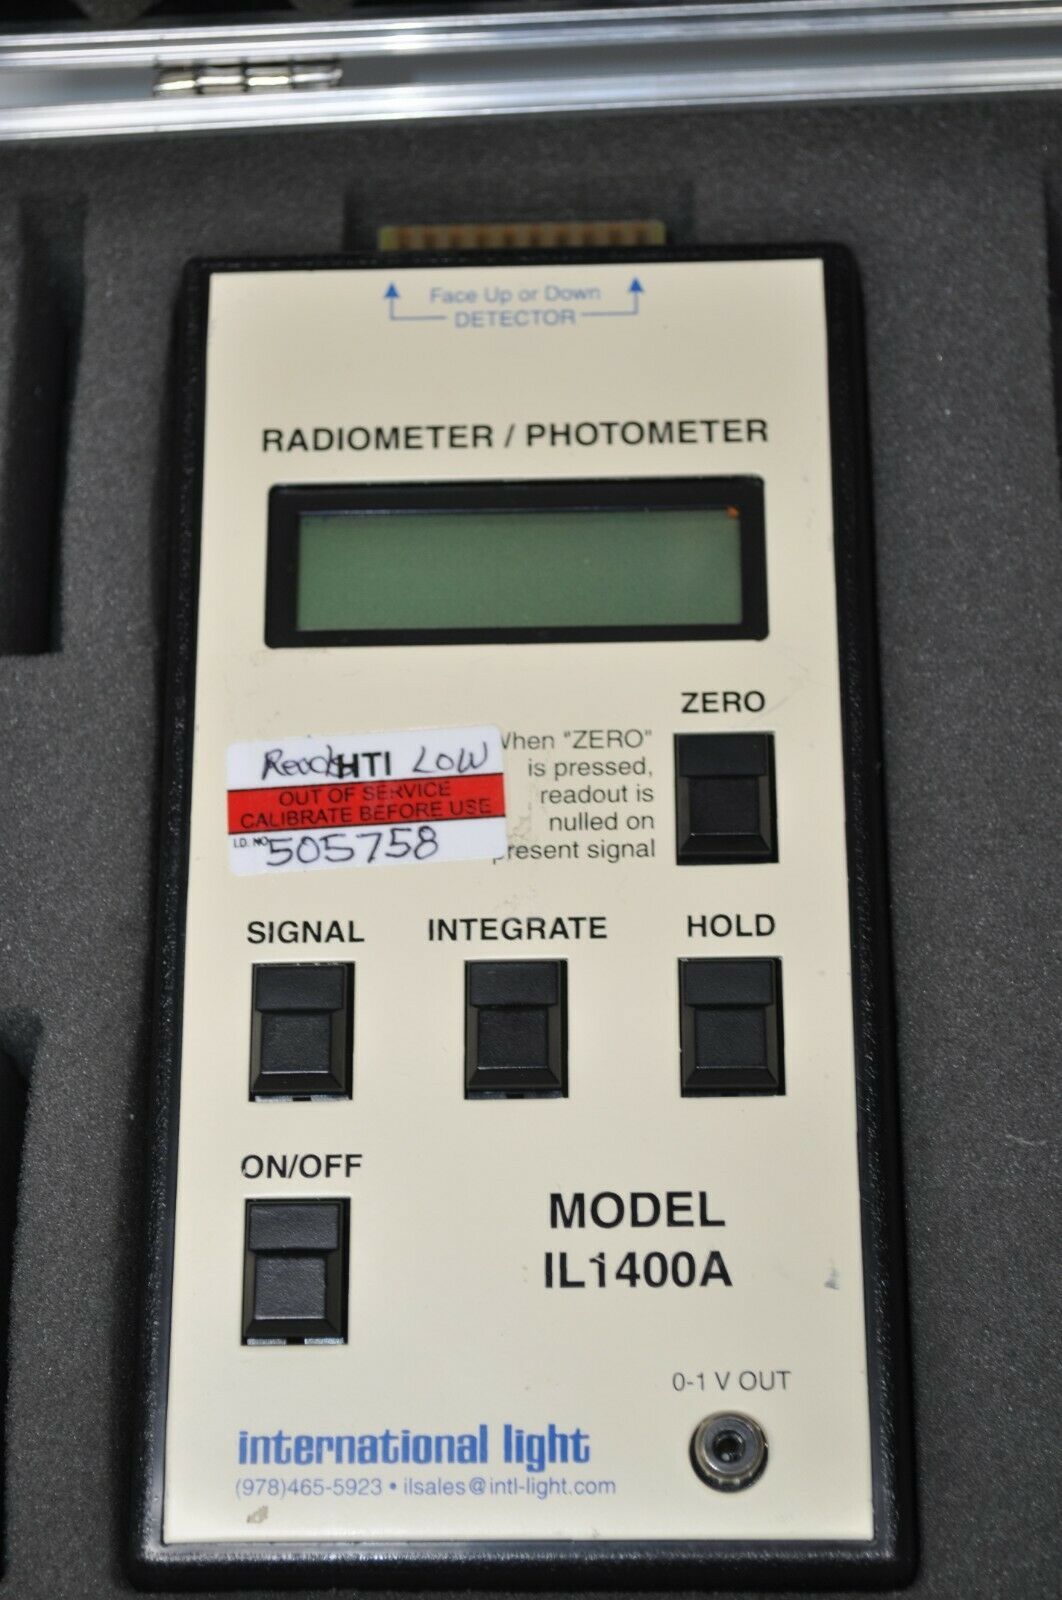 Face Up or Down
DETECTOR
RADIOMETER / PHOTOMETER
ZERO
When "ZERO"
is pressed,
readout is
nulled on
present signal
Reads HTI LOW
OUT OF SERVICE
CALIBRATE BEFORE USE
I.D. NO. 505758
SIGNAL
INTEGRATE
HOLD
ON/OFF
MODEL
IL1400A
0-1 V OUT
international light
(978)465-5923 • ilsales@intl-light.com